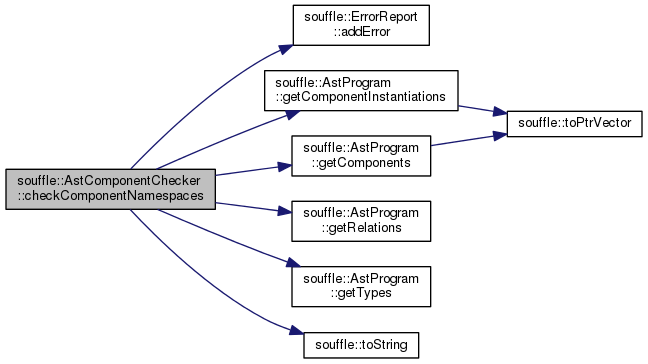 souffle::ErrorReport
::addError
souffle::AstProgram
::getComponentInstantiations
souffle::toPtrVector
souffle::AstProgram
::getComponents
souffle::AstComponentChecker
::checkComponentNamespaces
souffle::AstProgram
::getRelations
souffle::AstProgram
::getTypes
souffle::toString